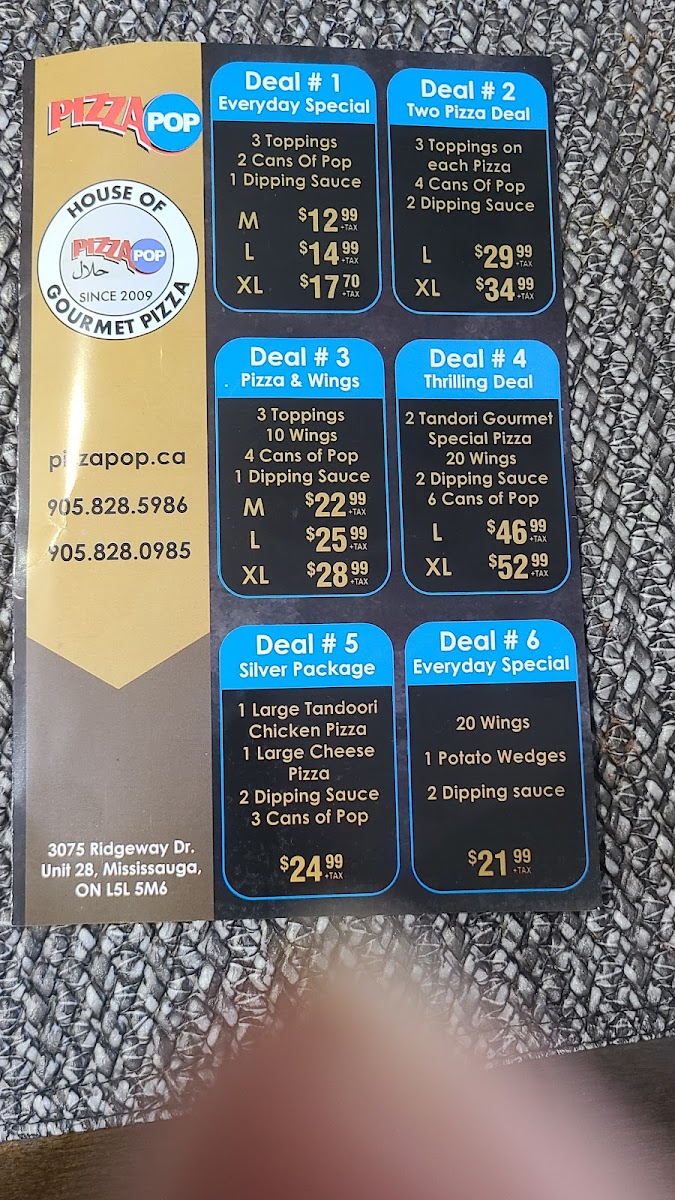 PIZZA POP
HOUSE OF
PIZZA POP
حلال
SINCE 2009
GOURMET PIZZA
pizzapop.ca
905.828.5986
905.828.0985
3075 Ridgeway Dr.
Unit 28, Mississauga,
ON L5L 5M6
Deal # 1
Everyday Special
3 Toppings
2 Cans Of Pop
1 Dipping Sauce
M $12.99 +TAX
L $14.99 +TAX
XL $17.70 +TAX
Deal # 2
Two Pizza Deal
3 Toppings on
each Pizza
4 Cans Of Pop
2 Dipping Sauce
L $29.99 +TAX
XL $34.99 +TAX
Deal # 3
Pizza & Wings
3 Toppings
10 Wings
4 Cans of Pop
1 Dipping Sauce
M $22.99 +TAX
L $25.99 +TAX
XL $28.99 +TAX
Deal # 4
Thrilling Deal
2 Tandori Gourmet
Special Pizza
20 Wings
2 Dipping Sauce
6 Cans of Pop
L $46.99 +TAX
XL $52.99 +TAX
Deal # 5
Silver Package
1 Large Tandoori
Chicken Pizza
1 Large Cheese
Pizza
2 Dipping Sauce
3 Cans of Pop
$24.99 +TAX
Deal # 6
Everyday Special
20 Wings
1 Potato Wedges
2 Dipping sauce
$21.99 +TAX